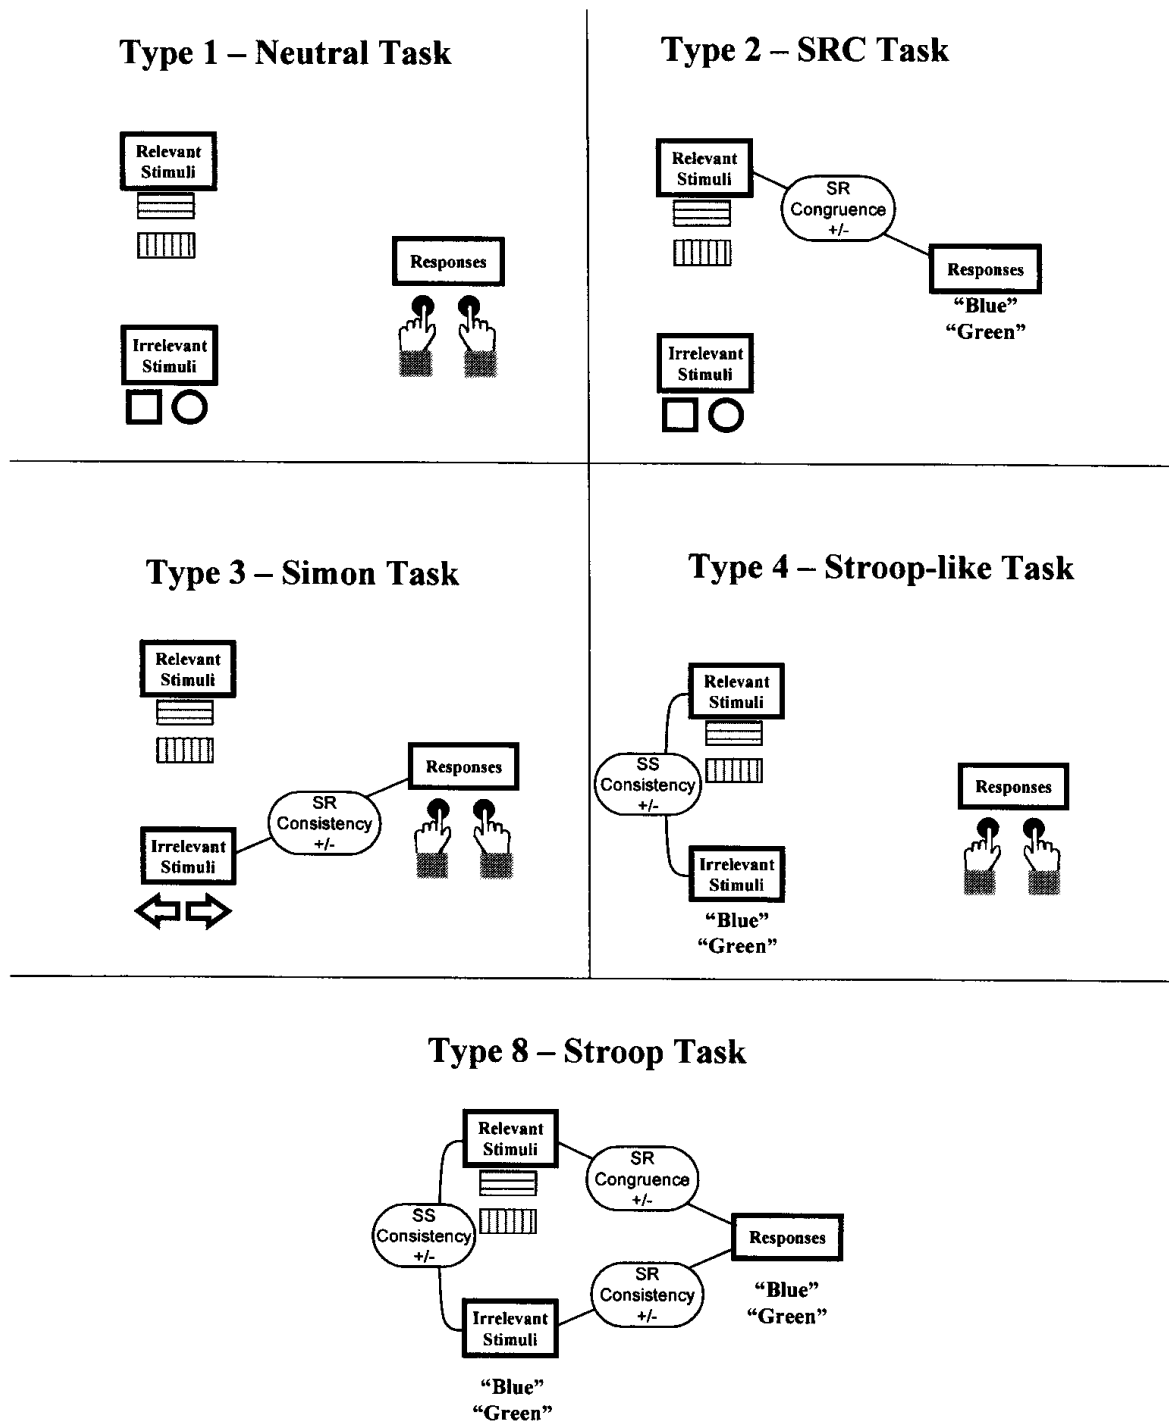 Type 1 – Neutral Task
Relevant
Stimuli
Responses
Irrelevant
Stimuli
Type 2 – SRC Task
Relevant
Stimuli
SR
Congruence
+/-
Responses
“Blue”
“Green”
Irrelevant
Stimuli
Type 3 – Simon Task
Relevant
Stimuli
Responses
SR
Consistency
+/-
Irrelevant
Stimuli
Type 4 – Stroop-like Task
Relevant
Stimuli
SS
Consistency
+/-
Responses
Irrelevant
Stimuli
“Blue”
“Green”
Type 8 – Stroop Task
Relevant
Stimuli
SR
Congruence
+/-
SS
Consistency
+/-
Responses
“Blue”
“Green”
SR
Consistency
+/-
Irrelevant
Stimuli
“Blue”
“Green”